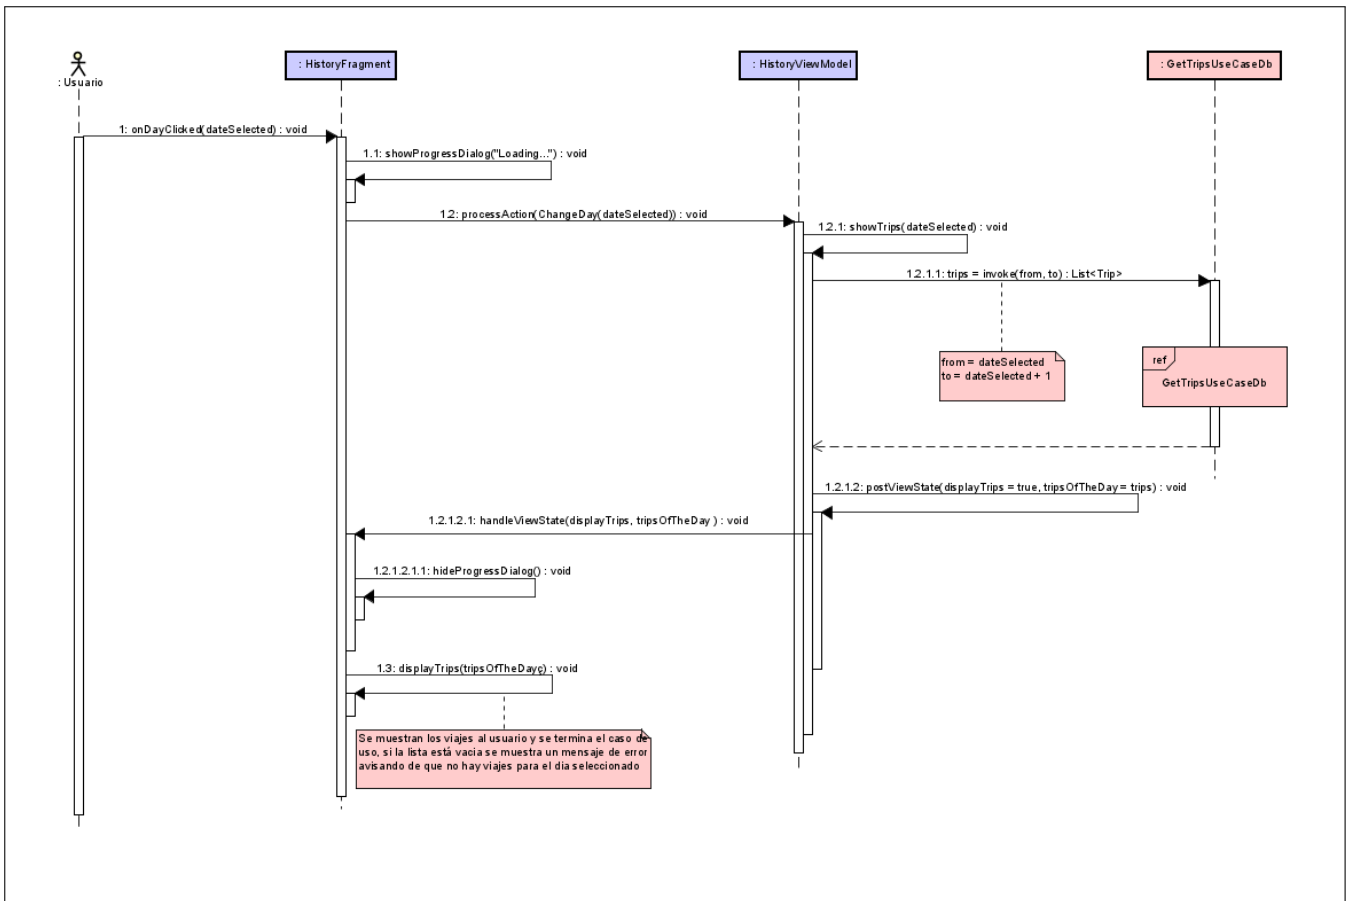 : Usuario
: HistoryFragment
: HistoryViewModel
: GetTripsUseCaseDb
1: onDayClicked(dateSelected) : void
1.1: showProgressDialog("Loading...") : void
1.2: processAction(ChangeDay(dateSelected)) : void
1.2.1: showTrips(dateSelected) : void
1.2.1.1: trips = invoke(from, to) : List<Trip>
from = dateSelected
to = dateSelected + 1
ref
GetTripsUseCaseDb
1.2.1.2: postViewState(displayTrips = true, tripsOfTheDay = trips) : void
1.2.1.2.1: handleViewState(displayTrips, tripsOfTheDay ) : void
1.2.1.2.1.1: hideProgressDialog() : void
1.3: displayTrips(tripsOfTheDayç) : void
Se muestran los viajes al usuario y se termina el caso de
uso, si la lista está vacia se muestra un mensaje de error
avisando de que no hay viajes para el dia seleccionado